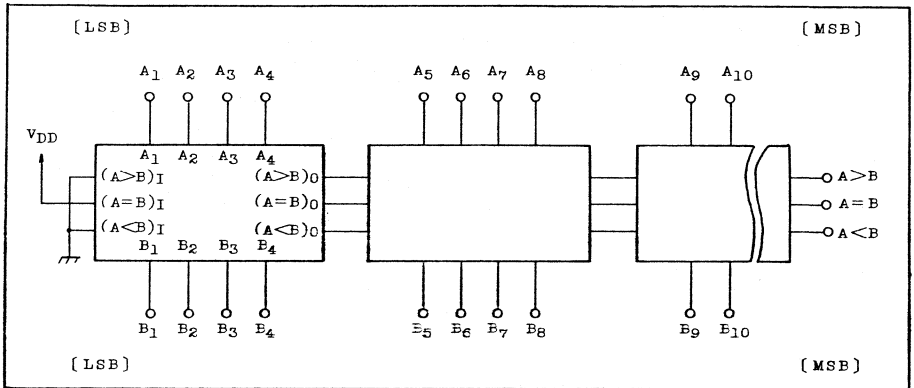 [LSB] [MSB]
A1 A2 A3 A4 A5 A6 A7 A8 A9 A10
VDD
A1 A2 A3 A4
(A>B)I (A>B)O A>B
(A=B)I (A=B)O A=B
(A<B)I (A<B)O A<B
B1 B2 B3 B4
B1 B2 B3 B4 B5 B6 B7 B8 B9 B10
[LSB] [MSB]